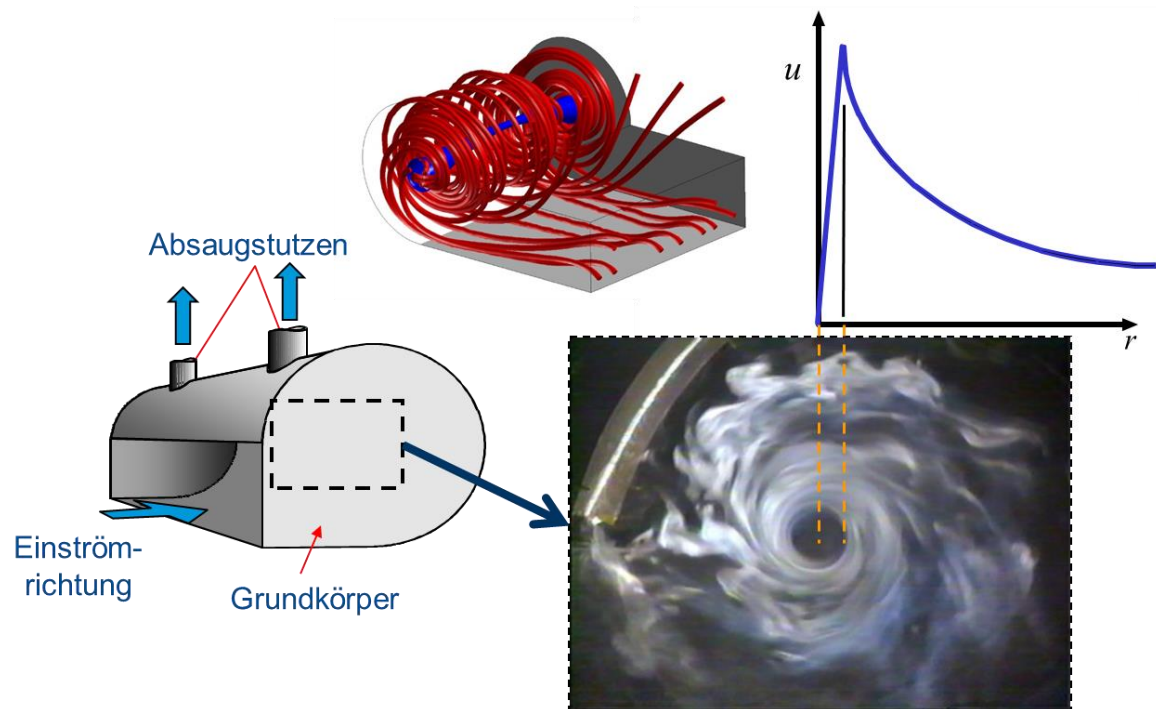 u
r
Absaugstutzen
Einström-
richtung
Grundkörper